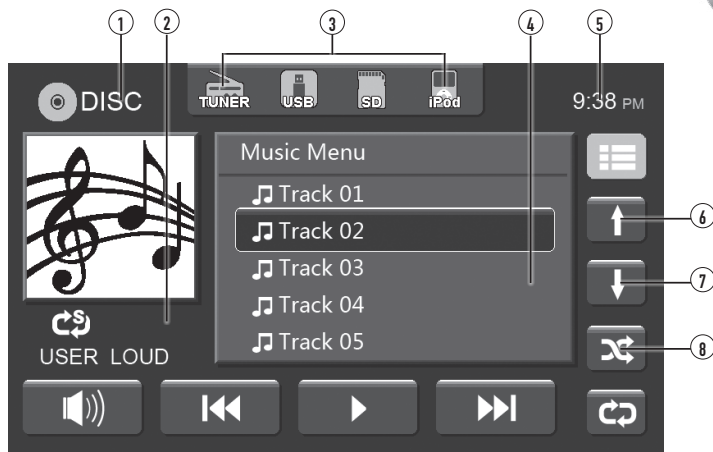 1 2 3 4 5
DISC TUNER USB SD iPod 9:38 PM
Music Menu
Track 01
6
Track 02
Track 03
7
Track 04
S
Track 05
8
USER LOUD